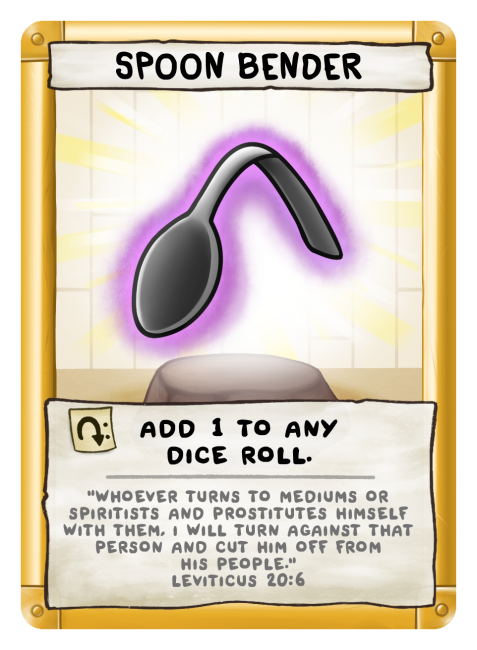 SPOON BENDER
ADD 1 TO ANY
DICE ROLL.
"WHOEVER TURNS TO MEDIUMS OR
SPIRITISTS AND PROSTITUTES HIMSELF
WITH THEM, I WILL TURN AGAINST THAT
PERSON AND CUT HIM OFF FROM
HIS PEOPLE."
LEVITICUS 20:6